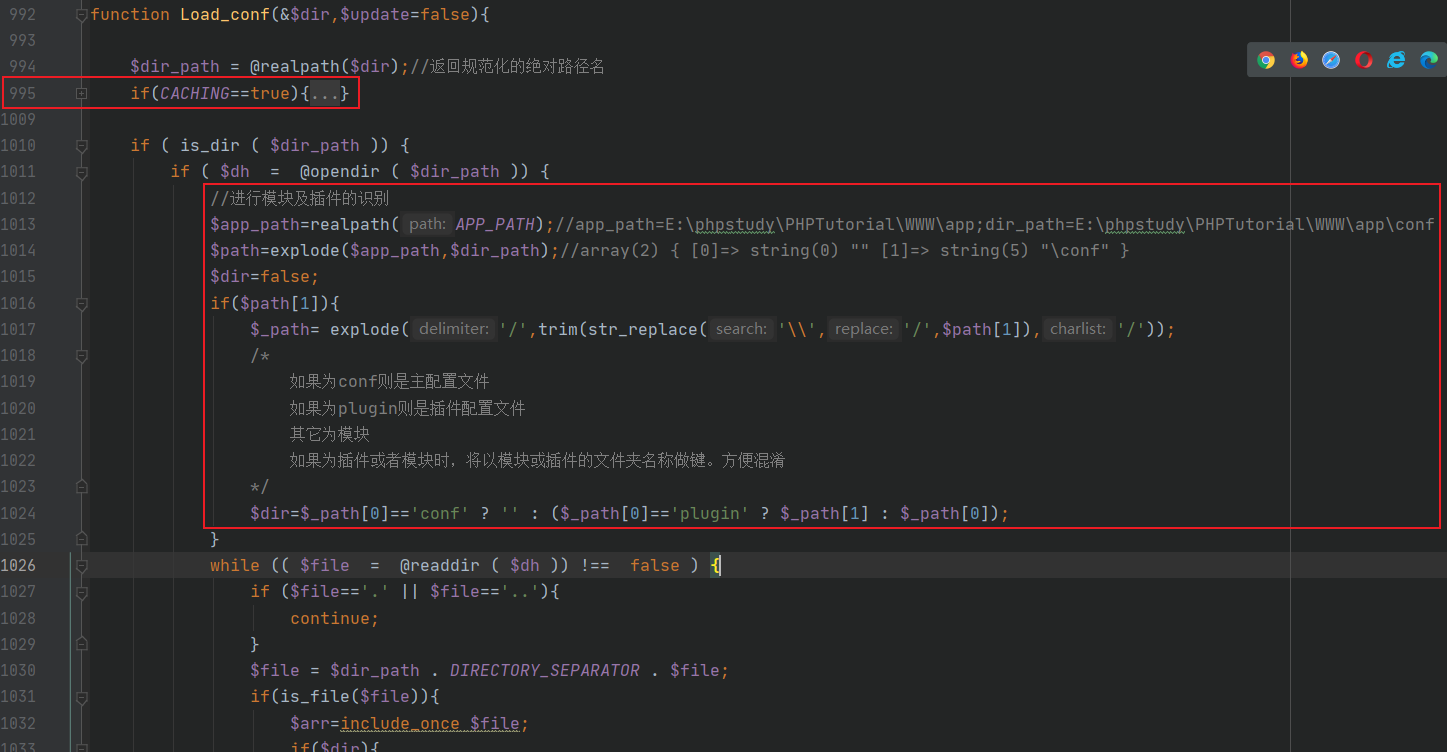 992 function Load_conf(&$dir,$update=false){
993
994 $dir_path = @realpath($dir);//返回规范化的绝对路径名
995 if(CACHING==true){...}
1009
1010 if ( is_dir ( $dir_path )) {
1011 if ( $dh  =  @opendir ( $dir_path )) {
1012 //进行模块及插件的识别
1013 $app_path=realpath( path: APP_PATH);//app_path=E:\phpstudy\PHPTutorial\WWW\app;dir_path=E:\phpstudy\PHPTutorial\WWW\app\conf
1014 $path=explode($app_path,$dir_path);//array(2) { [0]=> string(0) "" [1]=> string(5) "\conf" }
1015 $dir=false;
1016 if($path[1]){
1017 $_path= explode( delimiter: '/',trim(str_replace( search: '\\', replace: '/',$path[1]), charlist: '/'));
1018 /*
1019 如果为conf则是主配置文件
1020 如果为plugin则是插件配置文件
1021 其它为模块
1022 如果为插件或者模块时，将以模块或插件的文件夹名称做键。方便混淆
1023 */
1024 $dir=$_path[0]=='conf' ? '' : ($_path[0]=='plugin' ? $_path[1] : $_path[0]);
1025 }
1026 while (( $file  =  @readdir ( $dh )) !==  false ) {
1027 if ($file=='.' || $file=='..'){
1028 continue;
1029 }
1030 $file = $dir_path . DIRECTORY_SEPARATOR . $file;
1031 if(is_file($file)){
1032 $arr=include_once $file;
1033 if($dir){